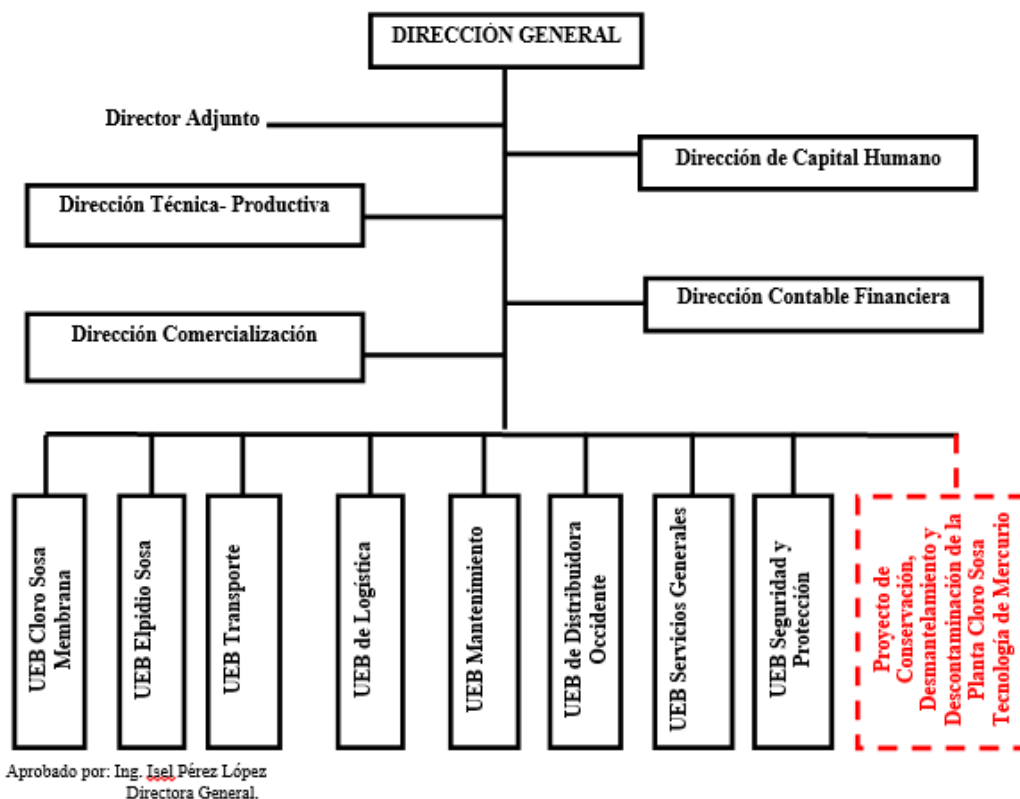 DIRECCIÓN GENERAL
Director Adjunto
Dirección de Capital Humano
Dirección Técnica- Productiva
Dirección Contable Financiera
Dirección Comercialización
UEB Cloro Sosa
Membrana
UEB Elpidio Sosa
UEB Transporte
UEB de Logística
UEB Mantenimiento
UEB de Distribuidora
Occidente
UEB Servicios Generales
UEB Seguridad y
Protección
Proyecto de
Conservación,
Desmantelamiento y
Descontaminación de la
Planta Cloro Sosa
Tecnología de Mercurio
Aprobado por: Ing. Isel Pérez López
Directora General.